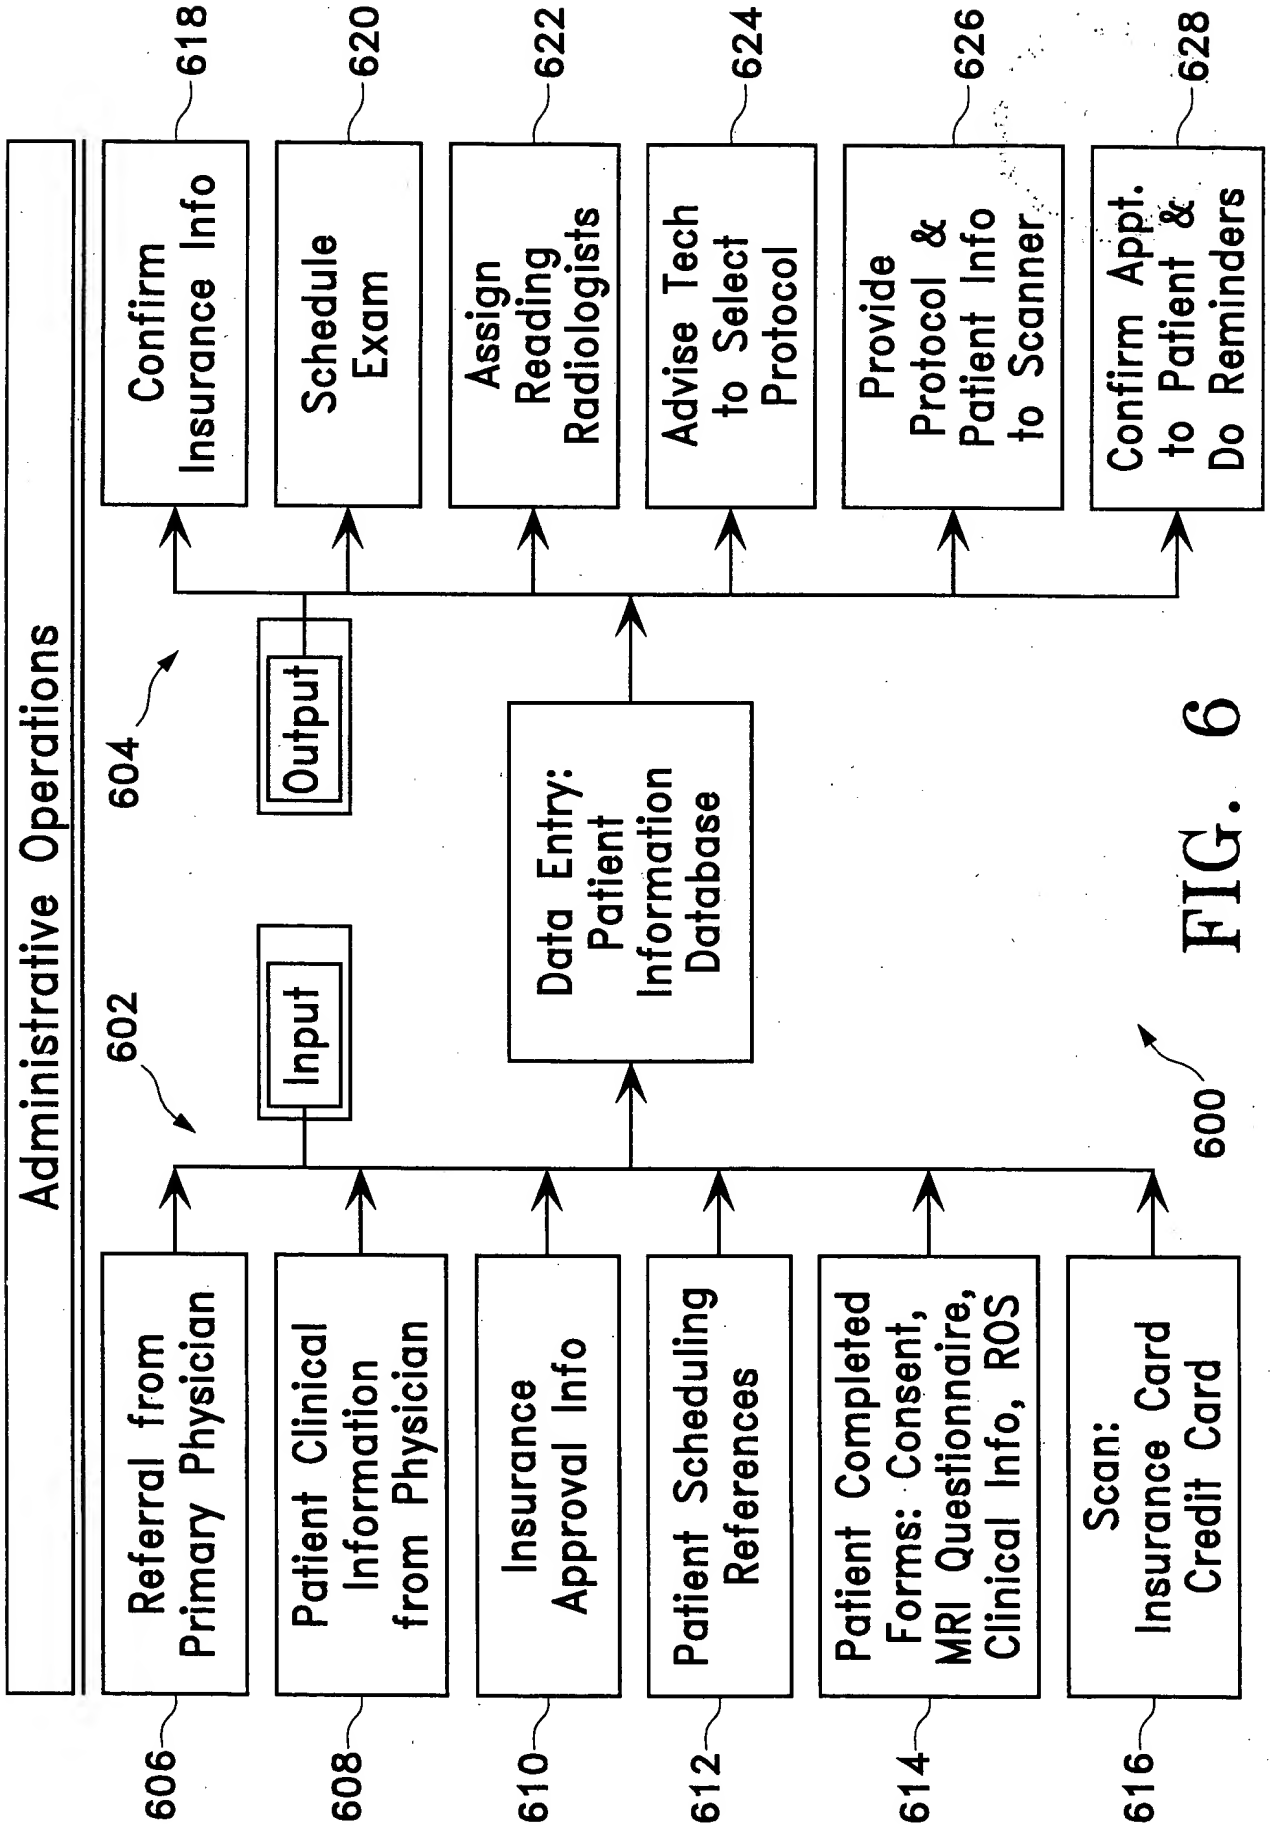 Administrative Operations
602
604
Input
Output
606
Referral from
Primary Physician
608
Patient Clinical
Information
from Physician
610
Insurance
Approval Info
612
Patient Scheduling
References
614
Patient Completed
Forms: Consent,
MRI Questionnaire,
Clinical Info, ROS
616
Scan:
Insurance Card
Credit Card
Data Entry:
Patient
Information
Database
Confirm
Insurance Info
618
Schedule
Exam
620
Assign
Reading
Radiologists
622
Advise Tech
to Select
Protocol
624
Provide
Protocol &
Patient Info
to Scanner
626
Confirm Appt.
to Patient &
Do Reminders
628
600
FIG. 6